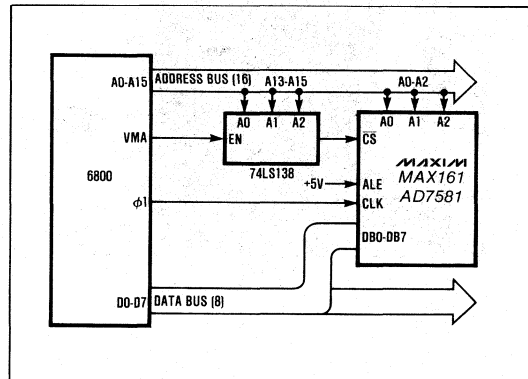 A0-A15 ADDRESS BUS (16) A13-A15 A0-A2
A0 A1 A2 A0 A1 A2
VMA EN CS
74LS138
MAXIM
6800 +5V ALE MAX161
φ1 CLK AD7581
DB0-DB7
D0-D7 DATA BUS (8)